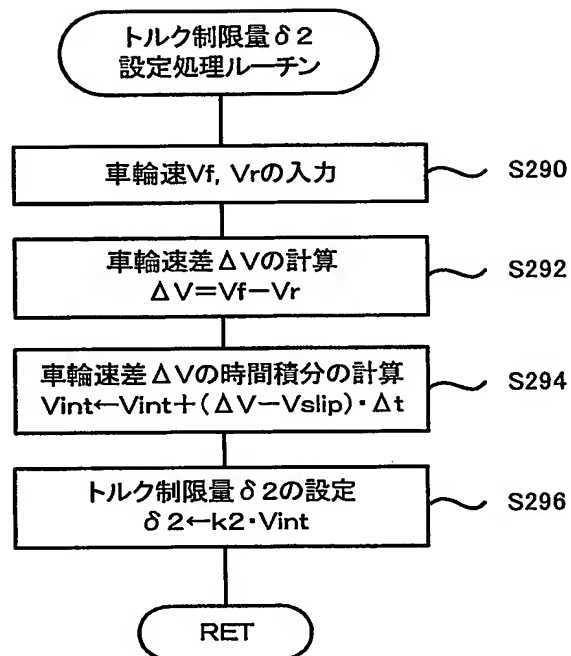 トルク制限量δ2
設定処理ルーチン
車輪速Vf, Vrの入力
S290
車輪速差ΔVの計算
ΔV=Vf-Vr
S292
車輪速差ΔVの時間積分の計算
Vint←Vint+(ΔV-Vslip)・Δt
S294
トルク制限量δ2の設定
δ2←k2・Vint
S296
RET